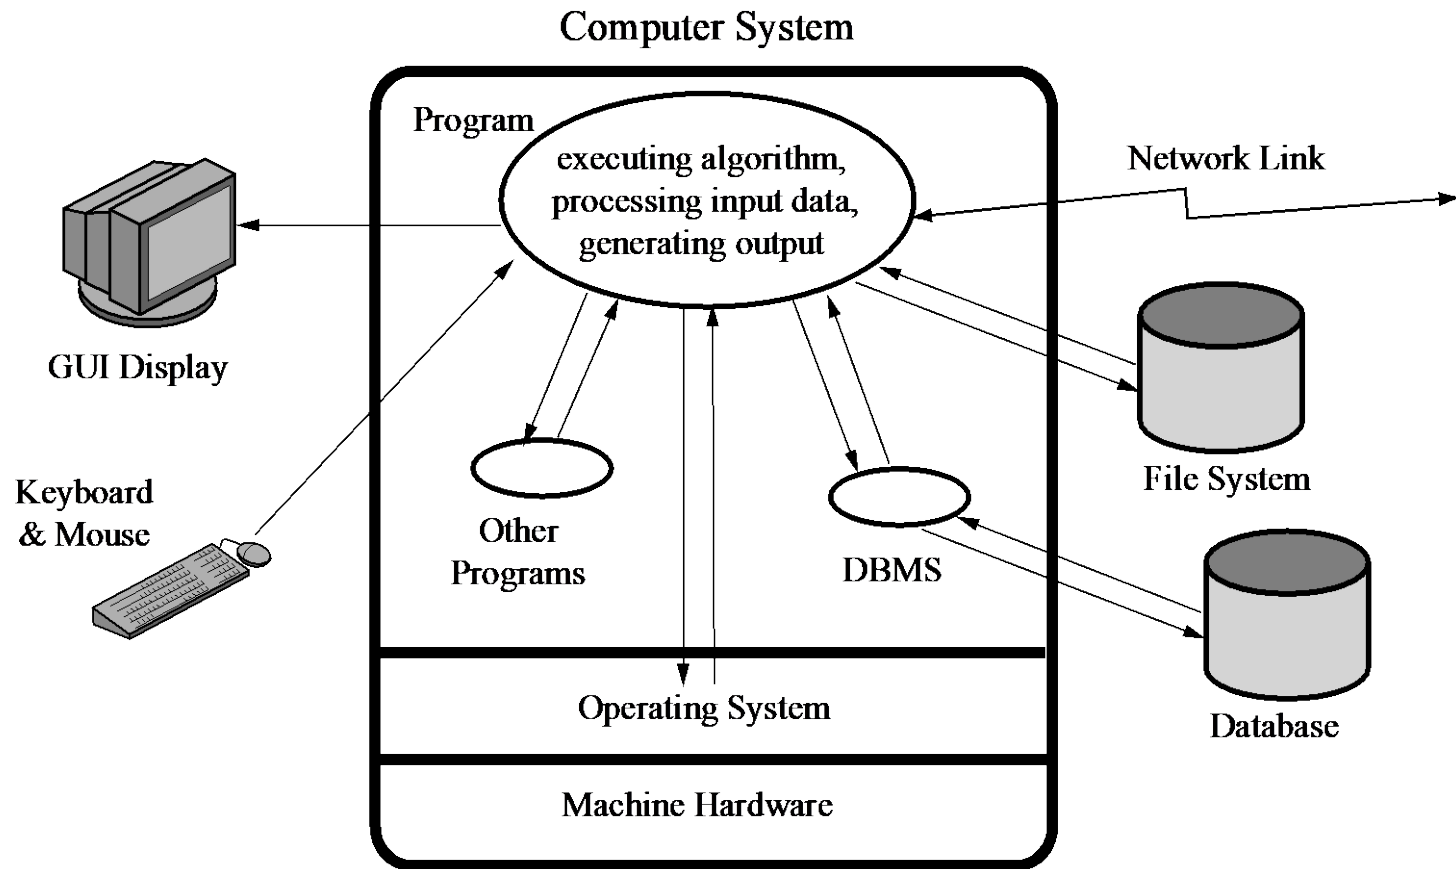 Computer System
Program
executing algorithm,
processing input data,
generating output
Network Link
GUI Display
File System
Keyboard
& Mouse
Other
Programs
DBMS
Operating System
Database
Machine Hardware